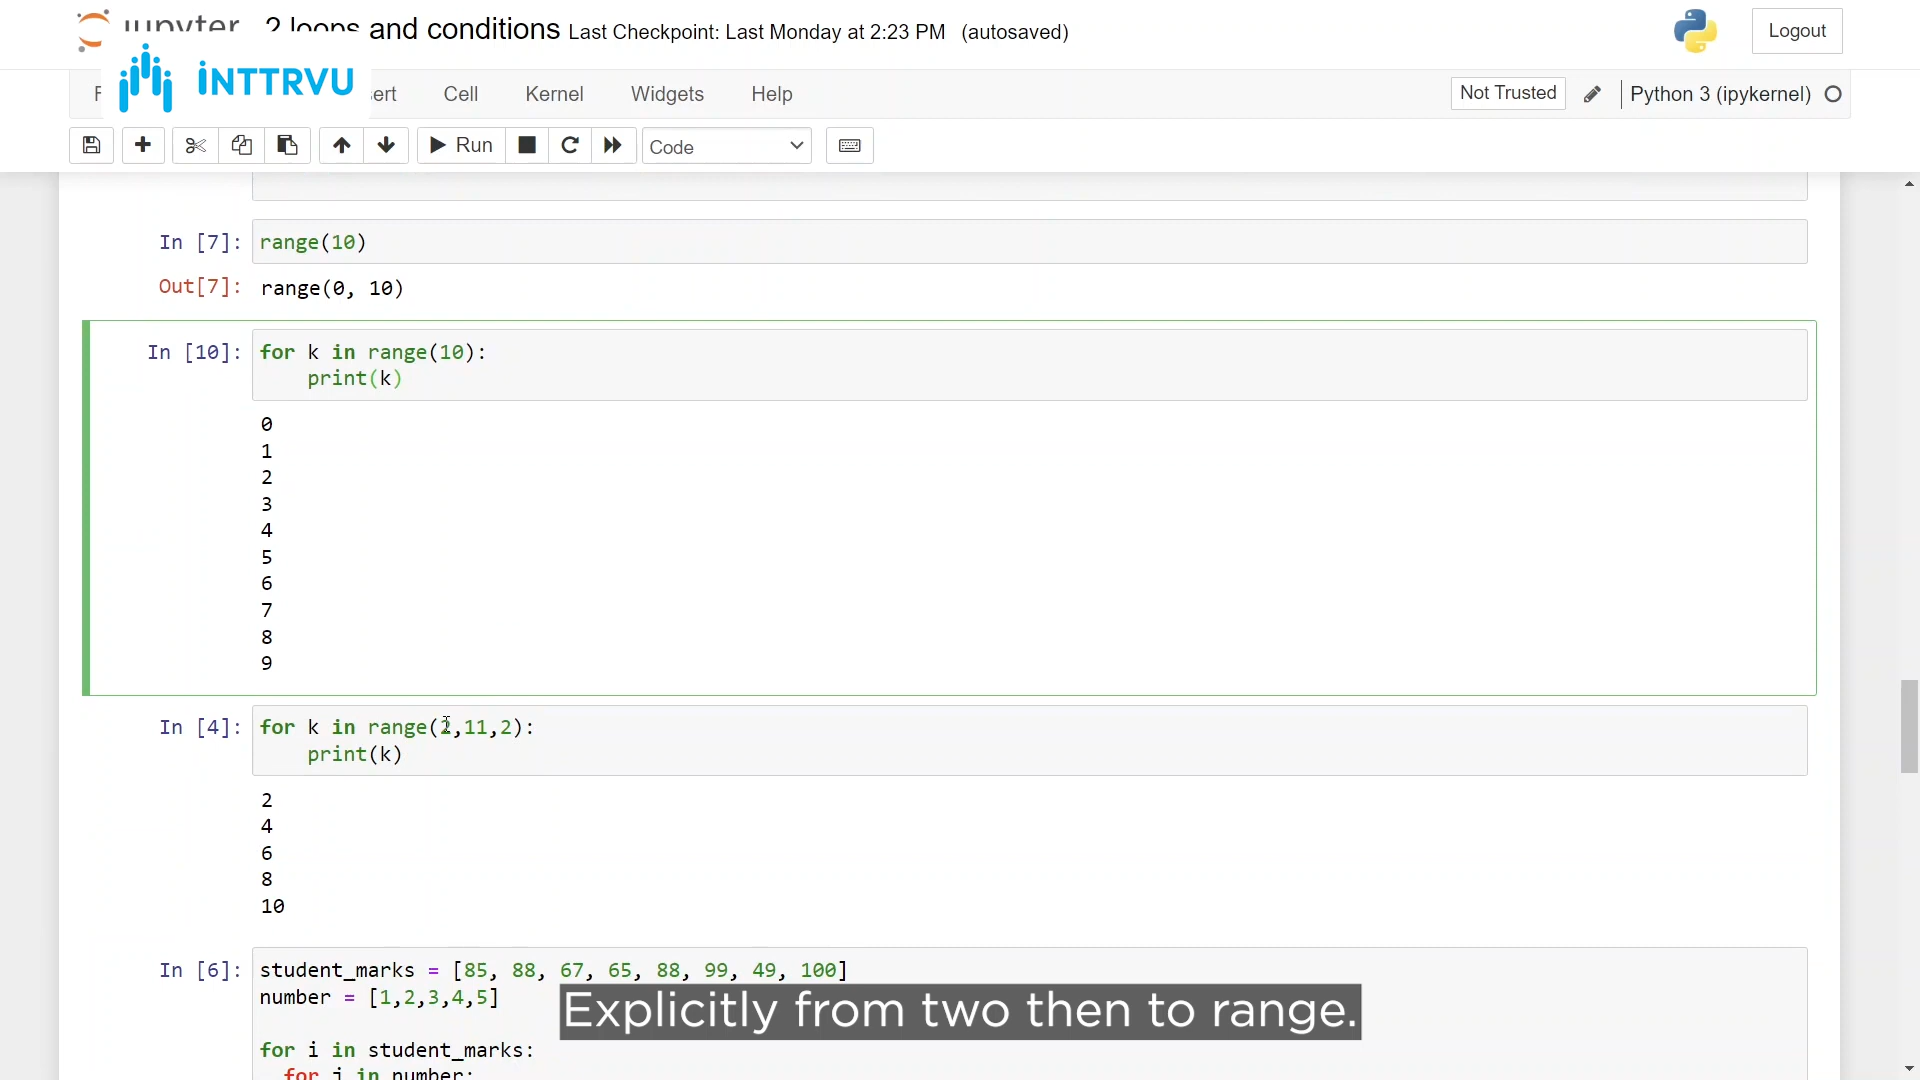 jupyter 2 loops and conditions Last Checkpoint: Last Monday at 2:23 PM (autosaved)
Logout
INTTRVU
Cell Kernel Widgets Help
Not Trusted
Python 3 (ipykernel)
Run
Code
In [7]: range(10)
Out[7]: range(0, 10)
In [10]: for k in range(10):
print(k)
0
1
2
3
4
5
6
7
8
9
In [4]: for k in range(2,11,2):
print(k)
2
4
6
8
10
In [6]: student_marks = [85, 88, 67, 65, 88, 99, 49, 100]
number = [1,2,3,4,5]
Explicitly from two then to range.
for i in student_marks:
for j in number: